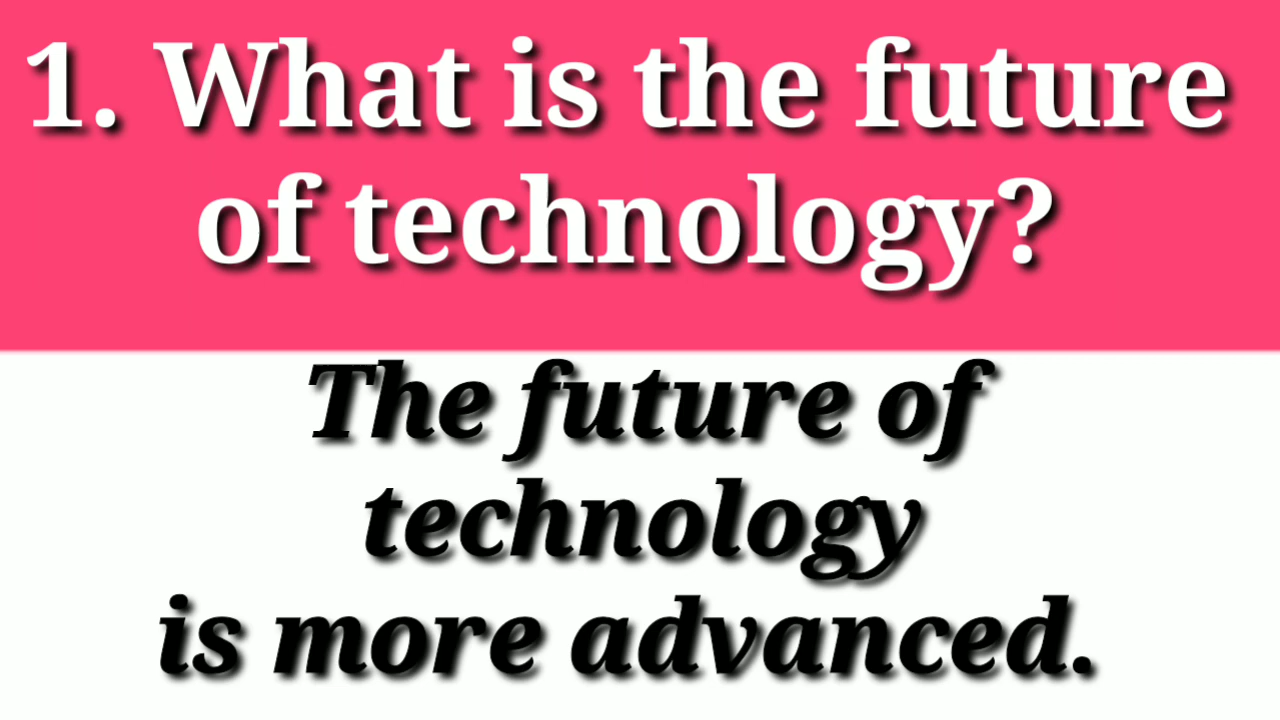 1. What is the future
of technology?
The future of
technology
is more advanced.